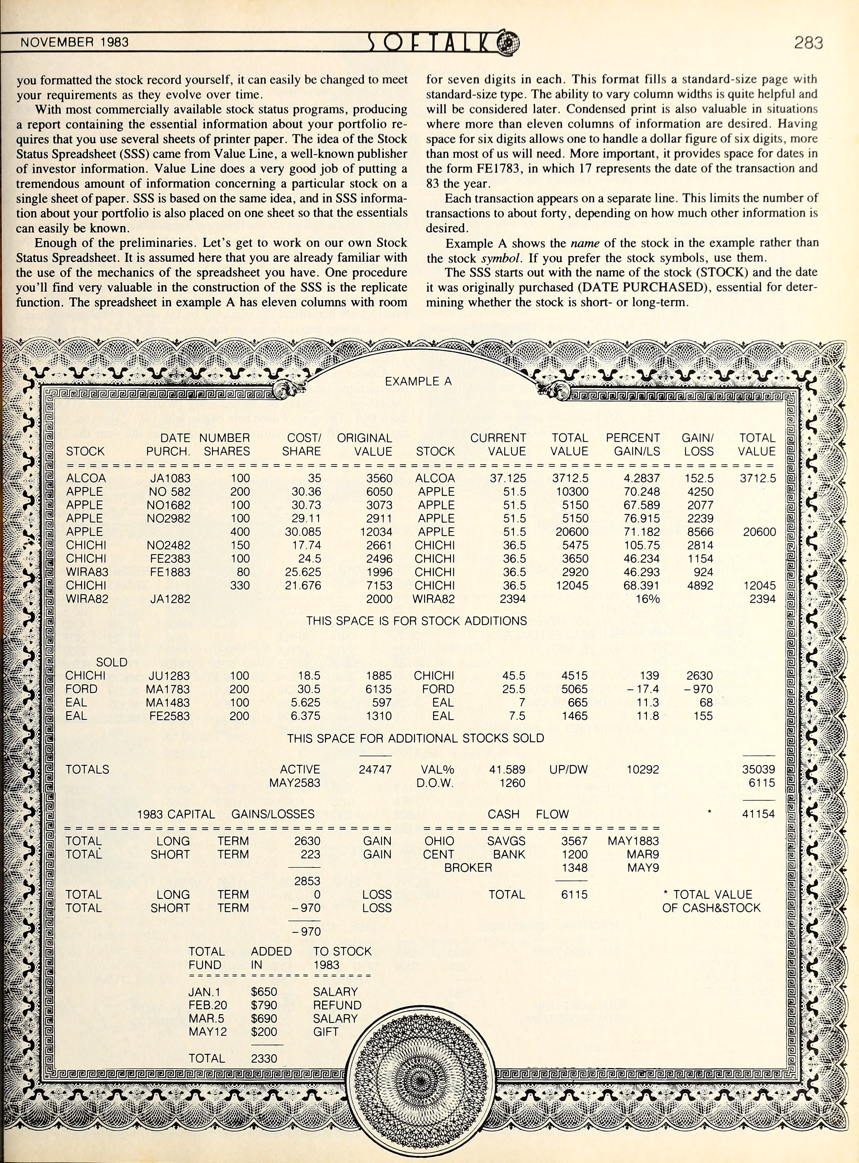 NOVEMBER 1983
SOFTALK
283
you formatted the stock record yourself, it can easily be changed to meet
your requirements as they evolve over time.
With most commercially available stock status programs, producing
a report containing the essential information about your portfolio re-
quires that you use several sheets of printer paper. The idea of the Stock
Status Spreadsheet (SSS) came from Value Line, a well-known publisher
of investor information. Value Line does a very good job of putting a
tremendous amount of information concerning a particular stock on a
single sheet of paper. SSS is based on the same idea, and in SSS informa-
tion about your portfolio is also placed on one sheet so that the essentials
can easily be known.
Enough of the preliminaries. Let's get to work on our own Stock
Status Spreadsheet. It is assumed here that you are already familiar with
the use of the mechanics of the spreadsheet you have. One procedure
you'll find very valuable in the construction of the SSS is the replicate
function. The spreadsheet in example A has eleven columns with room
for seven digits in each. This format fills a standard-size page with
standard-size type. The ability to vary column widths is quite helpful and
will be considered later. Condensed print is also valuable in situations
where more than eleven columns of information are desired. Having
space for six digits allows one to handle a dollar figure of six digits, more
than most of us will need. More important, it provides space for dates in
the form FE1783, in which 17 represents the date of the transaction and
83 the year.
Each transaction appears on a separate line. This limits the number of
transactions to about forty, depending on how much other information is
desired.
Example A shows the name of the stock in the example rather than
the stock symbol. If you prefer the stock symbols, use them.
The SSS starts out with the name of the stock (STOCK) and the date
it was originally purchased (DATE PURCHASED), essential for deter-
mining whether the stock is short- or long-term.
EXAMPLE A
DATE NUMBER COST/ ORIGINAL CURRENT TOTAL PERCENT GAIN/ TOTAL
STOCK PURCH. SHARES SHARE VALUE STOCK VALUE VALUE GAIN/LS LOSS VALUE
ALCOA JA1083 100 35 3560 ALCOA 37.125 3712.5 4.2837 152.5 3712.5
APPLE NO 582 200 30.36 6050 APPLE 51.5 10300 70.248 4250
APPLE NO1682 100 30.73 3073 APPLE 51.5 5150 67.589 2077
APPLE NO2982 100 29.11 2911 APPLE 51.5 5150 76.915 2239
APPLE 400 30.085 12034 APPLE 51.5 20600 71.182 8566 20600
CHICHI NO2482 150 17.74 2661 CHICHI 36.5 5475 105.75 2814
CHICHI FE2383 100 24.5 2496 CHICHI 36.5 3650 46.234 1154
WIRA83 FE1883 80 25.625 1996 CHICHI 36.5 2920 46.293 924
CHICHI 330 21.676 7153 CHICHI 36.5 12045 68.391 4892 12045
WIRA82 JA1282 2000 WIRA82 2394 16% 2394
THIS SPACE IS FOR STOCK ADDITIONS
SOLD
CHICHI JU1283 100 18.5 1885 CHICHI 45.5 4515 139 2630
FORD MA1783 200 30.5 6135 FORD 25.5 5065 -17.4 -970
EAL MA1483 100 5.625 597 EAL 7 665 11.3 68
EAL FE2583 200 6.375 1310 EAL 7.5 1465 11.8 155
THIS SPACE FOR ADDITIONAL STOCKS SOLD
TOTALS ACTIVE 24747 VAL% 41.589 UP/DW 10292 35039
MAY2583 D.O.W. 1260 6115
1983 CAPITAL GAINS/LOSSES CASH FLOW * 41154
TOTAL LONG TERM 2630 GAIN OHIO SAVGS 3567 MAY1883
TOTAL SHORT TERM 223 GAIN CENT BANK 1200 MAR9
BROKER 1348 MAY9
2853
TOTAL LONG TERM 0 LOSS TOTAL 6115 * TOTAL VALUE
TOTAL SHORT TERM -970 LOSS OF CASH&STOCK
-970
TOTAL ADDED TO STOCK
FUND IN 1983
JAN.1 $650 SALARY
FEB.20 $790 REFUND
MAR.5 $690 SALARY
MAY12 $200 GIFT
TOTAL 2330